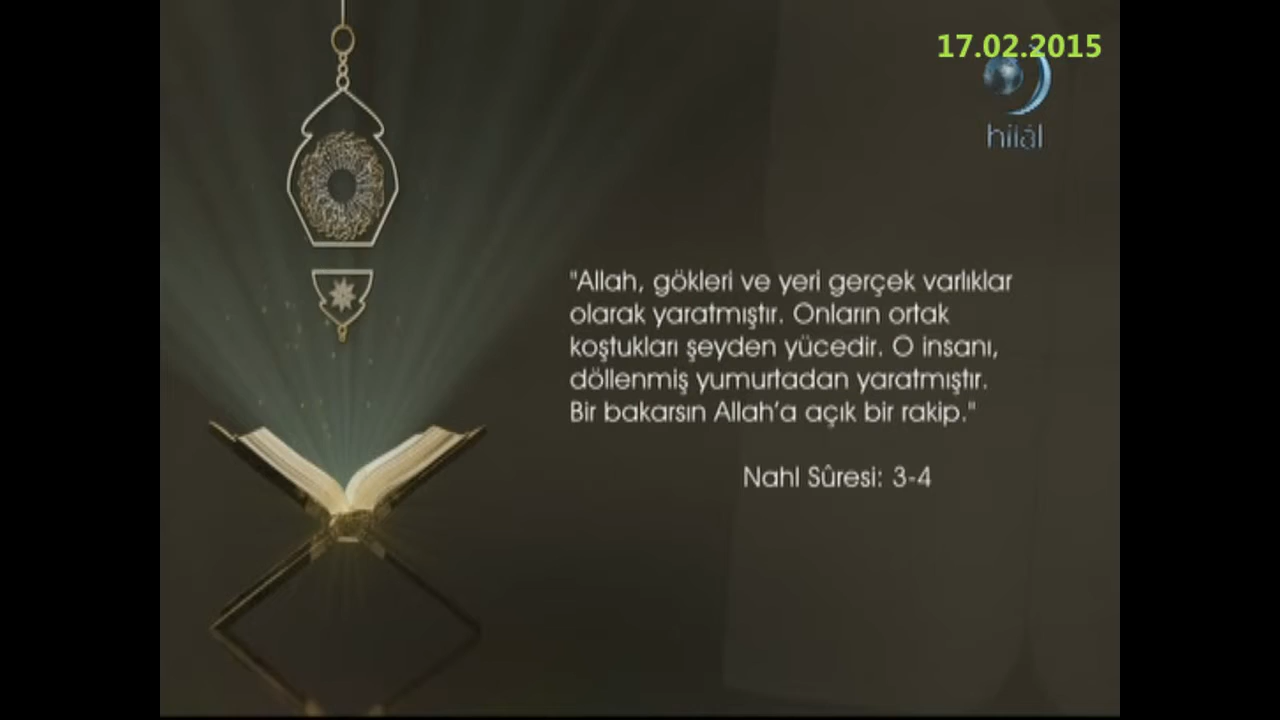 17.02.2015
hilâl
"Allah, gökleri ve yeri gerçek varlıklar
olarak yaratmıştır. Onların ortak
koştukları şeyden yücedir. O insanı,
döllenmiş yumurtadan yaratmıştır.
Bir bakarsın Allah'a açık bir rakip."
Nahl Sûresi: 3-4